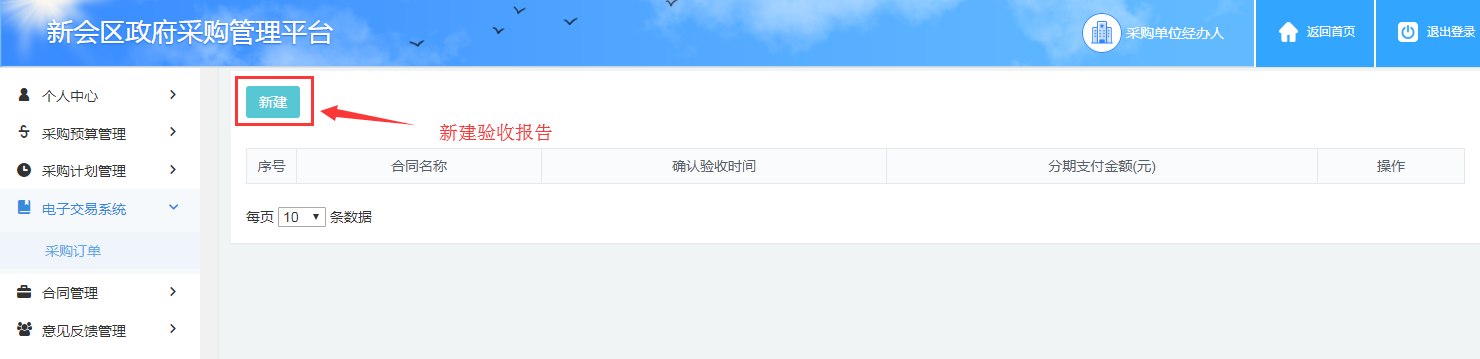 新会区政府采购管理平台
采购单位经办人
返回首页
退出登录
个人中心
采购预算管理
采购计划管理
电子交易系统
采购订单
合同管理
意见反馈管理
新建
新建验收报告
序号 合同名称 确认验收时间 分期支付金额(元) 操作
每页 10 条数据